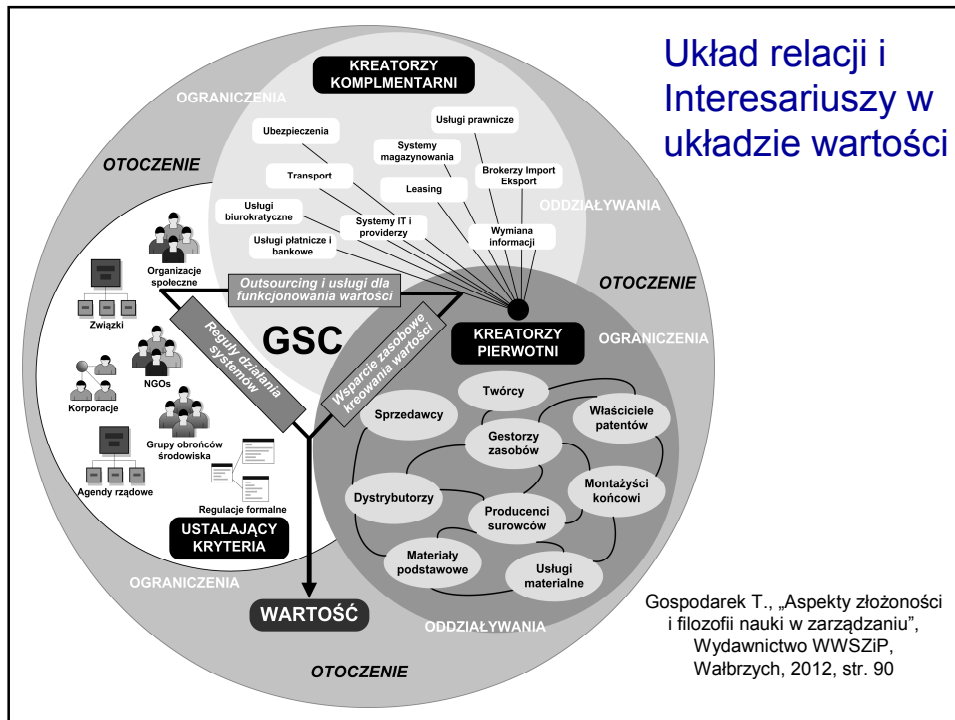 Układ relacji i
Interesariuszy w
układzie wartości
KREATORZY
KOMPLMENTARNI
OGRANICZENIA
Usługi prawnicze
Ubezpieczenia
Systemy
magazynowania
OTOCZENIE
Transport
Brokerzy Import
Eksport
Leasing
ODDZIAŁYWANIA
Usługi
biurokratyczne
Systemy IT i
providerzy
Wymiana
informacji
Usługi płatnicze i
bankowe
OTOCZENIE
Organizacje
społeczne
Outsourcing i usługi dla
funkcjonowania wartości
Związki
GSC
Reguły działania
systemów
Wsparcie zasobowe
kreowania wartości
KREATORZY
PIERWOTNI
OGRANICZENIA
NGOs
Korporacje
Twórcy
Sprzedawcy
Właściciele
patentów
Gestorzy
zasobów
Grupy obrońców
środowiska
Agendy rządowe
Regulacje formalne
Dystrybutorzy
Montażyści
końcowi
Producenci
surowców
USTALAJĄCY
KRYTERIA
Materiały
podstawowe
Usługi
materialne
OGRANICZENIA
WARTOŚĆ
ODDZIAŁYWANIA
OTOCZENIE
Gospodarek T., „Aspekty złożoności
i filozofii nauki w zarządzaniu”,
Wydawnictwo WWSZiP,
Wałbrzych, 2012, str. 90